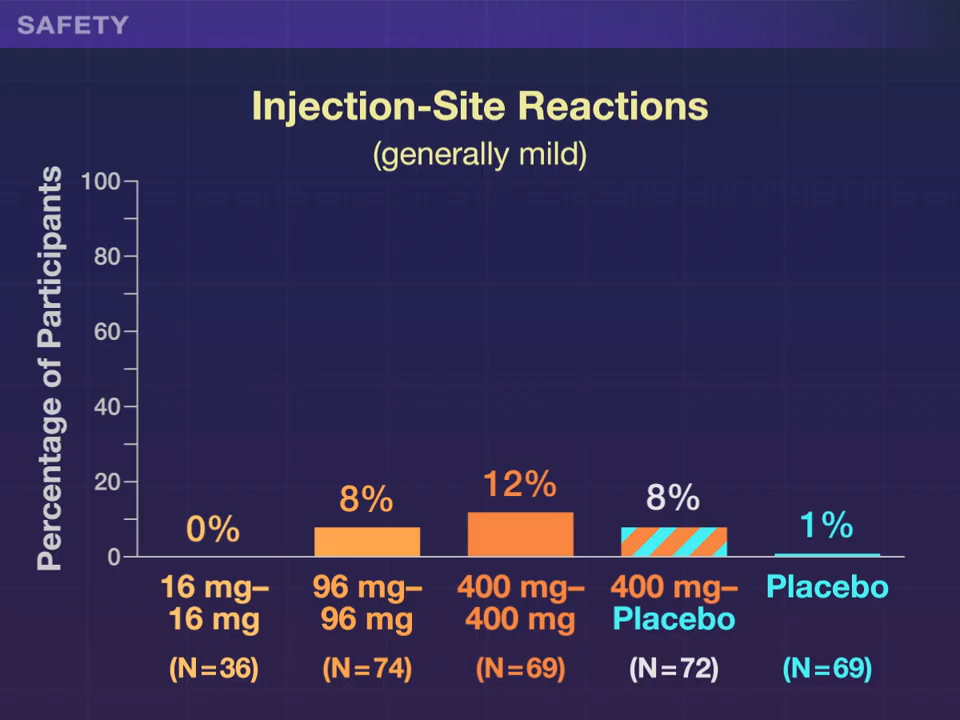 SAFETY
Injection-Site Reactions
(generally mild)
Percentage of Participants
100
80
60
40
20
0
0%
8%
12%
8%
1%
16 mg–
16 mg
96 mg–
96 mg
400 mg–
400 mg
400 mg–
Placebo
Placebo
(N=36)
(N=74)
(N=69)
(N=72)
(N=69)